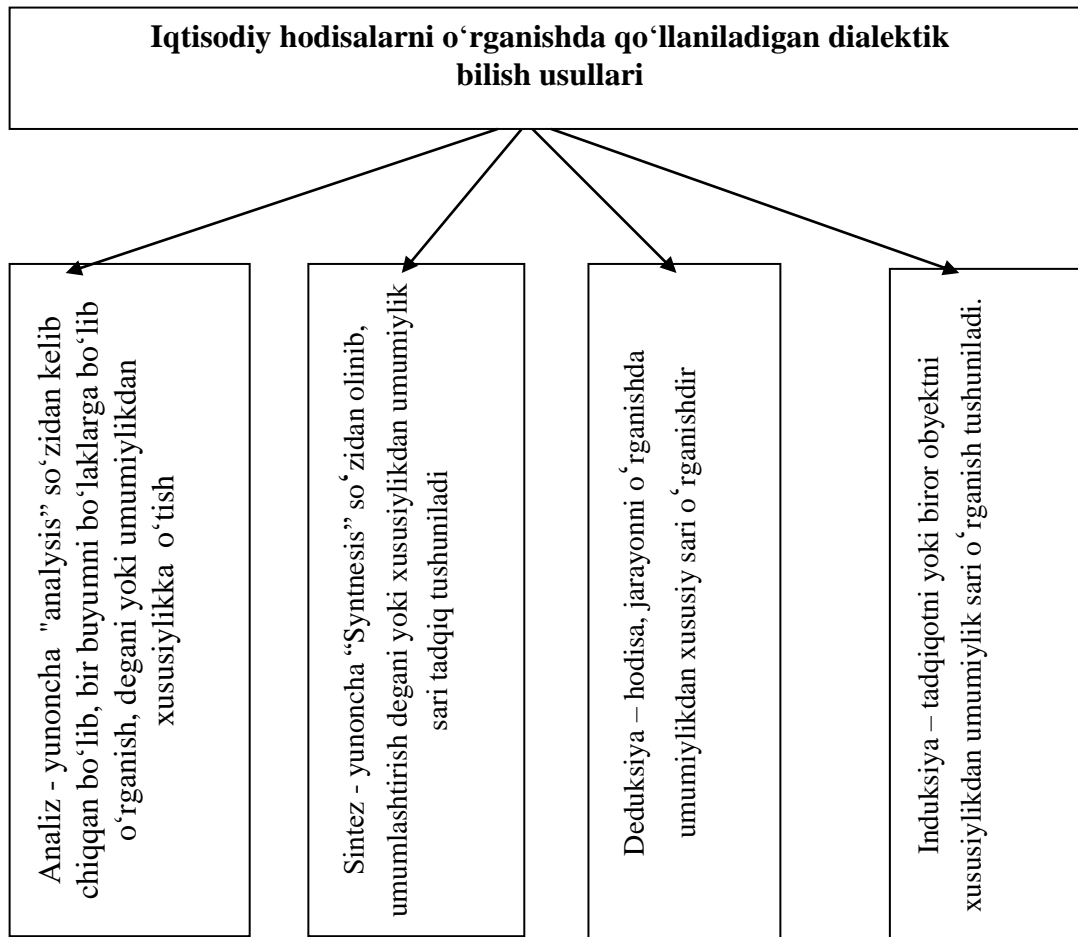 Iqtisodiy hodisalarni o‘rganishda qo‘llaniladigan dialektik
bilish usullari
Analiz - yunoncha "analysis” so‘zidan kelib
chiqqan bo‘lib, bir buyumni bo‘laklarga bo‘lib
o‘rganish, degani yoki umumiylikdan
xususiylikka o‘tish
Sintez - yunoncha “Syntnesis” so‘zidan olinib,
umumlashtirish degani yoki xususiylikdan umumiylik
sari tadqiq tushuniladi
Deduksiya – hodisa, jarayonni o‘rganishda
umumiylikdan xususiy sari o‘rganishdir
Induksiya – tadqiqotni yoki biror obyektni
xususiylikdan umumiylik sari o‘rganish tushuniladi.